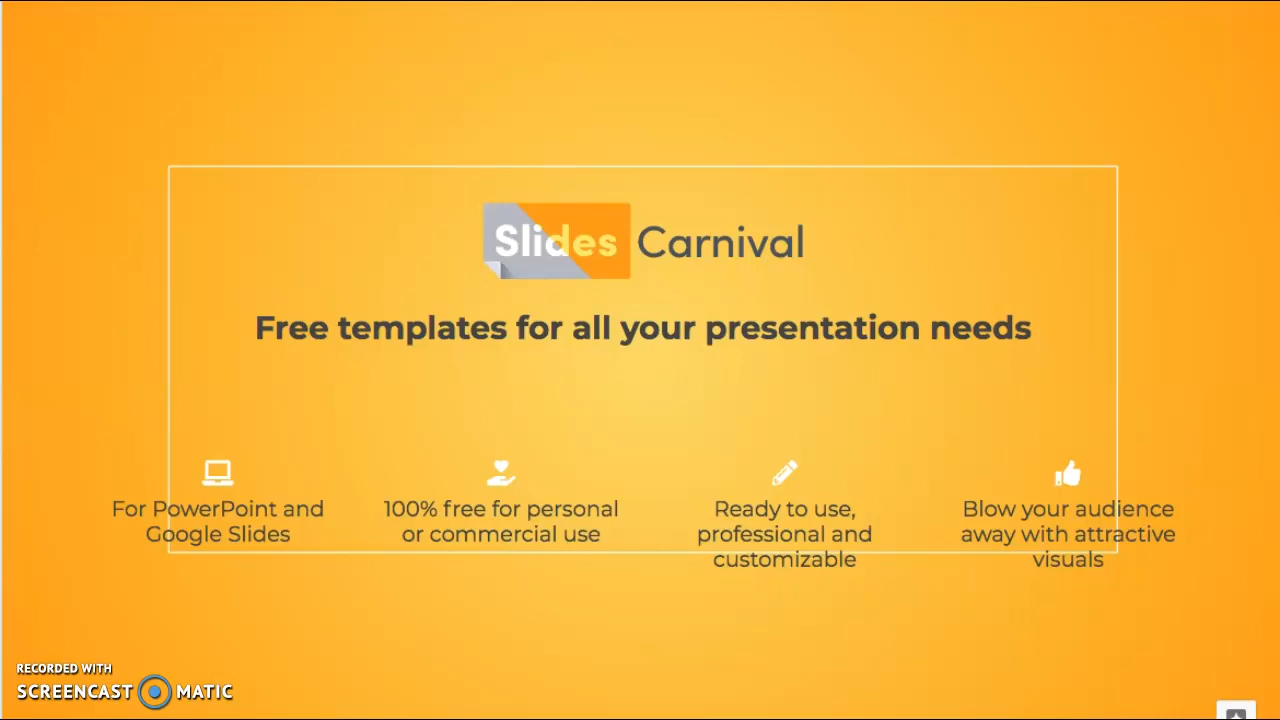 Slides Carnival
Free templates for all your presentation needs
For PowerPoint and
Google Slides
100% free for personal
or commercial use
Ready to use,
professional and
customizable
Blow your audience
away with attractive
visuals
RECORDED WITH
SCREENCAST MATIC